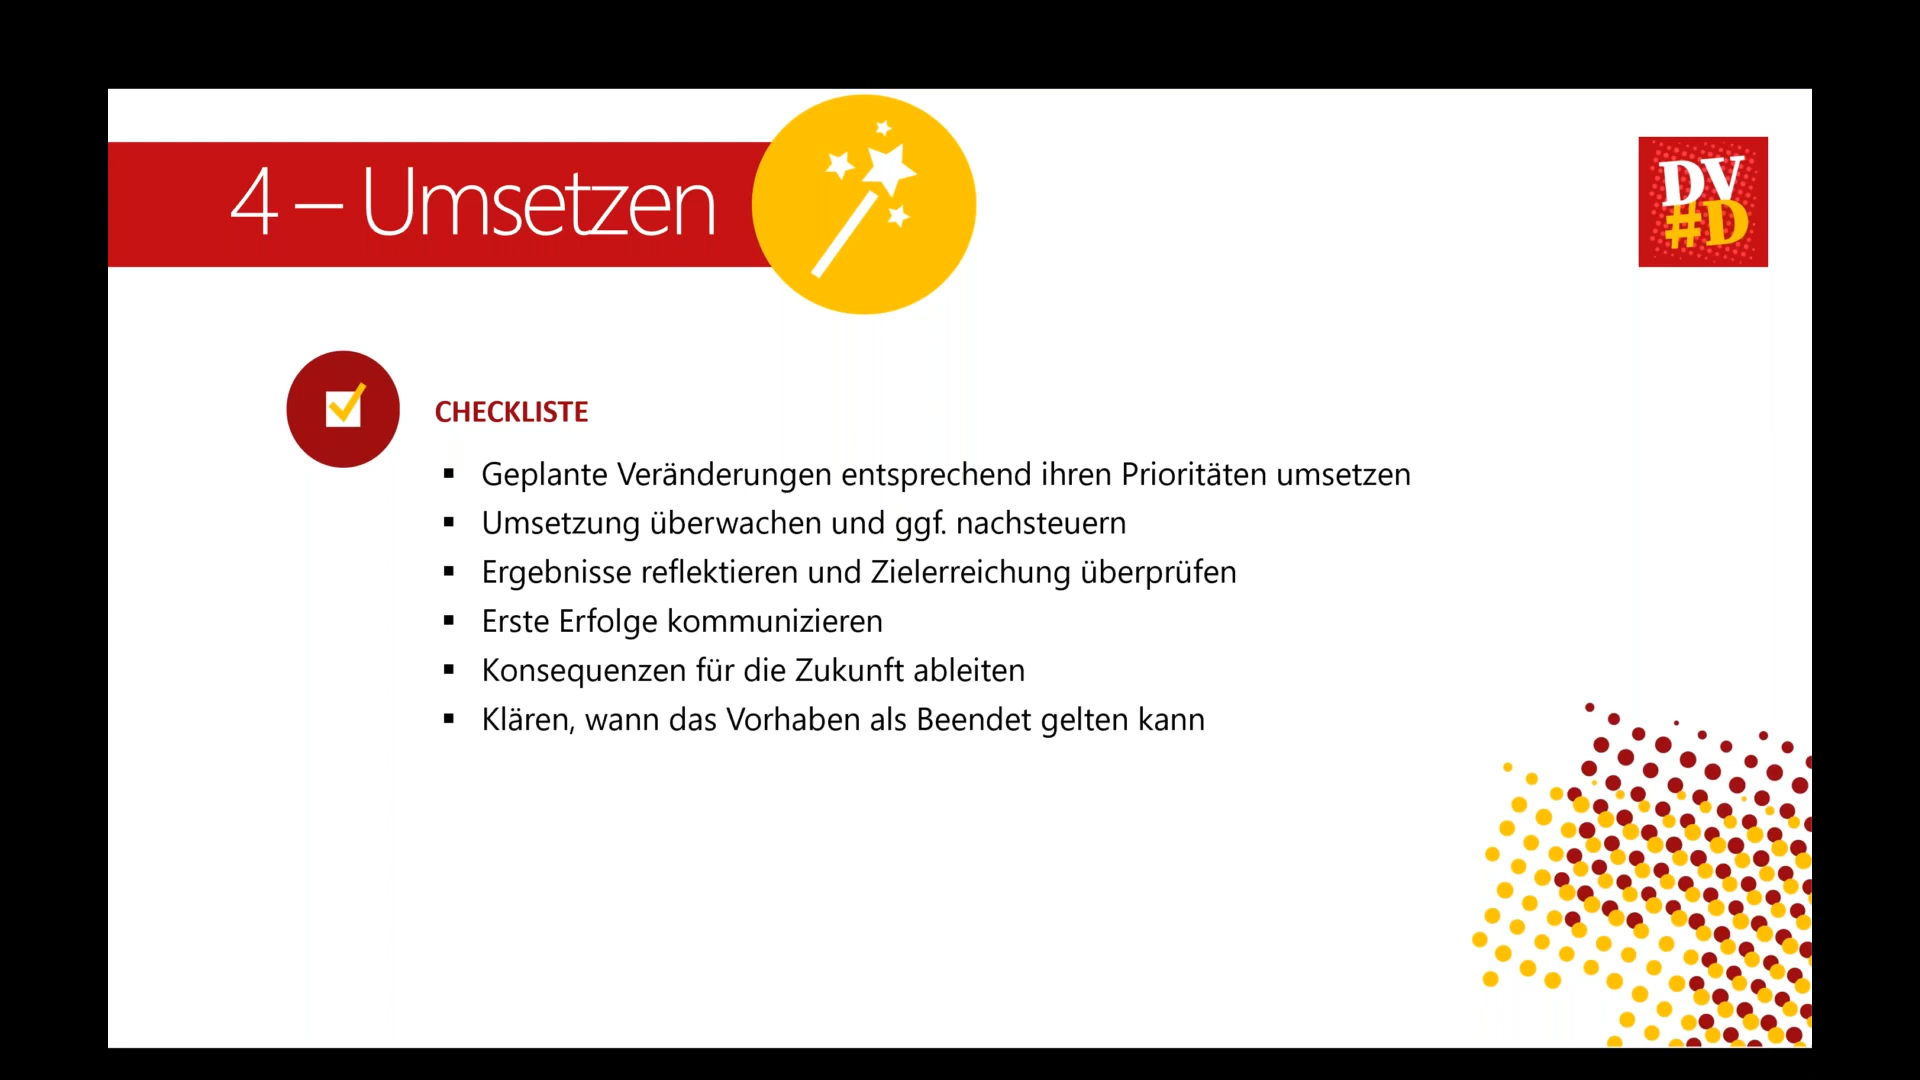 4 – Umsetzen
DV
#D
CHECKLISTE
▪ Geplante Veränderungen entsprechend ihren Prioritäten umsetzen
▪ Umsetzung überwachen und ggf. nachsteuern
▪ Ergebnisse reflektieren und Zielerreichung überprüfen
▪ Erste Erfolge kommunizieren
▪ Konsequenzen für die Zukunft ableiten
▪ Klären, wann das Vorhaben als Beendet gelten kann